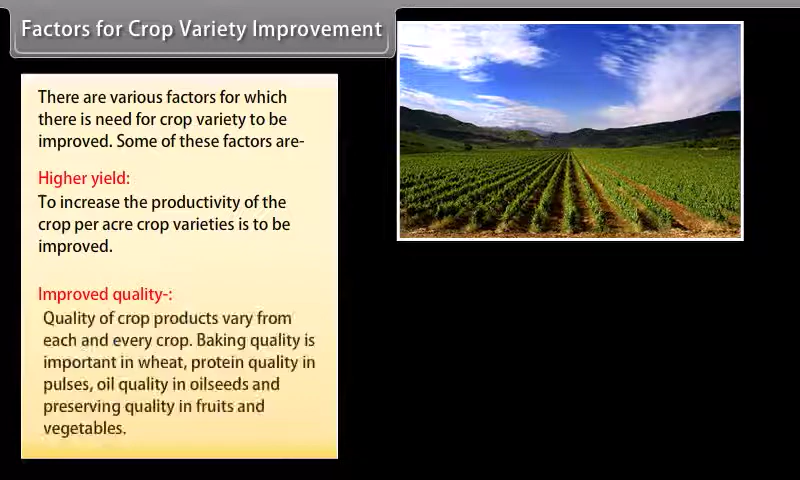 Factors for Crop Variety Improvement
There are various factors for which
there is need for crop variety to be
improved. Some of these factors are-
Higher yield:
To increase the productivity of the
crop per acre crop varieties is to be
improved.
Improved quality-:
Quality of crop products vary from
each and every crop. Baking quality is
important in wheat, protein quality in
pulses, oil quality in oilseeds and
preserving quality in fruits and
vegetables.